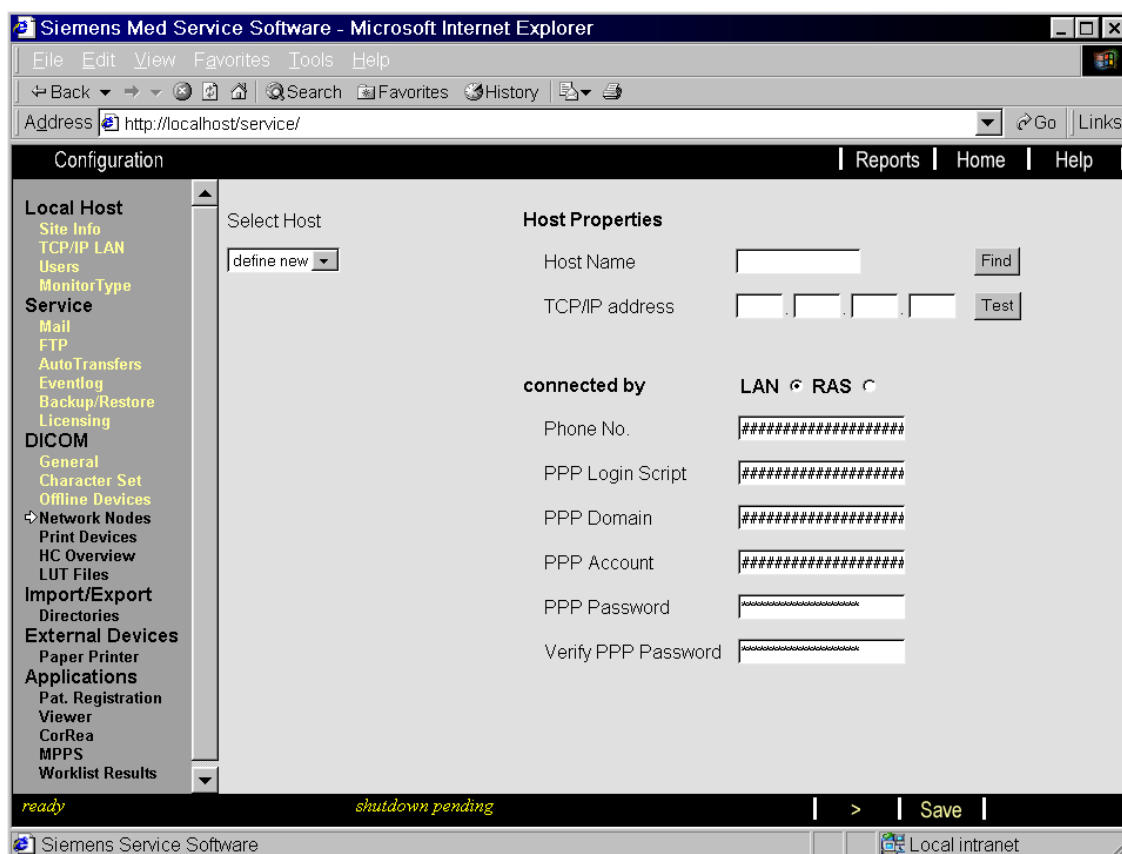 Siemens Med Service Software - Microsoft Internet Explorer
File Edit View Favorites Tools Help
Back Search Favorites History
Address http://localhost/service/ Go Links
Configuration Reports Home Help
Local Host
Site Info
TCP/IP LAN
Users
MonitorType
Service
Mail
FTP
AutoTransfers
Eventlog
Backup/Restore
Licensing
DICOM
General
Character Set
Offline Devices
Network Nodes
Print Devices
HC Overview
LUT Files
Import/Export
Directories
External Devices
Paper Printer
Applications
Pat. Registration
Viewer
CorRea
MPPS
Worklist Results
Select Host
define new
Host Properties
Host Name Find
TCP/IP address . . . Test
connected by LAN RAS
Phone No. ####################
PPP Login Script ####################
PPP Domain ####################
PPP Account ####################
PPP Password ********************
Verify PPP Password ********************
ready shutdown pending > Save
Siemens Service Software Local intranet